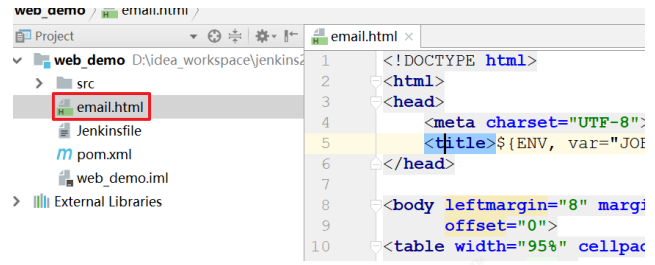 web_demo 〉 email.html 〉
Project
web_demo D:\idea_workspace\jenkins2
src
email.html
Jenkinsfile
pom.xml
web_demo.iml
External Libraries
email.html ×
1 <!DOCTYPE html>
2 <html>
3 <head>
4 <meta charset="UTF-8">
5 <title>${ENV, var="JOB
6 </head>
7
8 <body leftmargin="8" margi
9 offset="0">
10 <table width="95%" cellpad